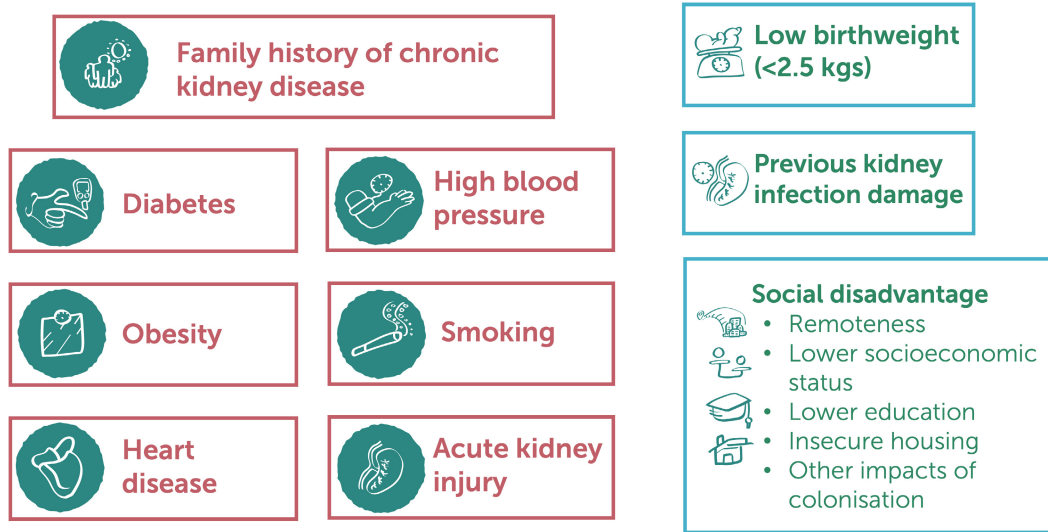 Family history of chronic
kidney disease
Diabetes
High blood
pressure
Obesity
Smoking
Heart
disease
Acute kidney
injury
Low birthweight
(<2.5 kgs)
Previous kidney
infection damage
Social disadvantage
• Remoteness
• Lower socioeconomic
status
• Lower education
• Insecure housing
• Other impacts of
colonisation